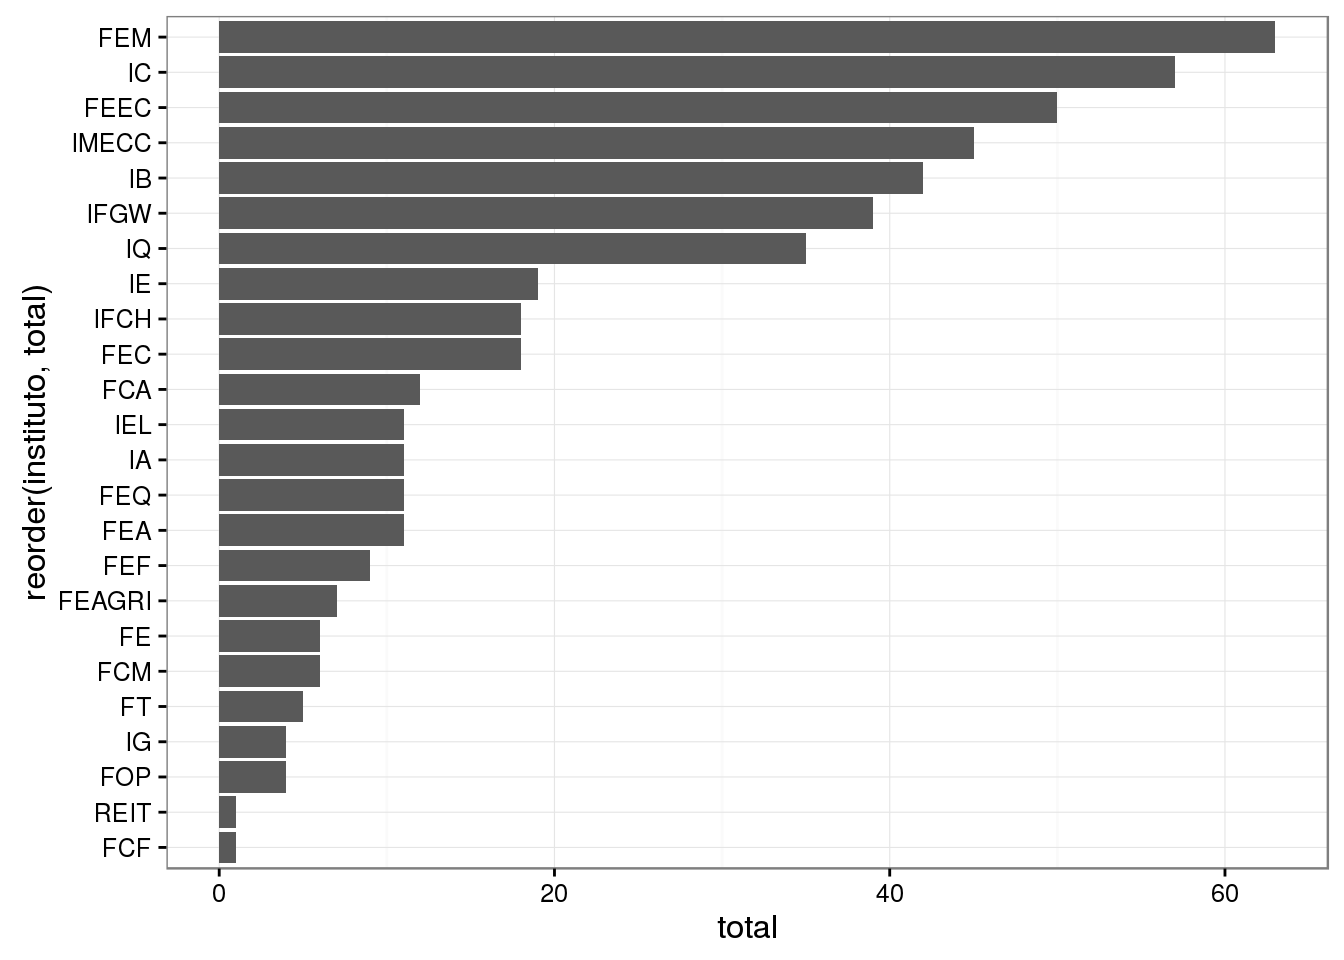 reorder(instituto, total)
FEM
IC
FEEC
IMECC
IB
IFGW
IQ
IE
IFCH
FEC
FCA
IEL
IA
FEQ
FEA
FEF
FEAGRI
FE
FCM
FT
IG
FOP
REIT
FCF
0 20 40 60
total